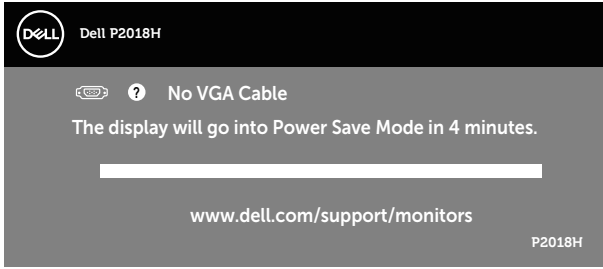 DELL
Dell P2018H
? No VGA Cable
The display will go into Power Save Mode in 4 minutes.
www.dell.com/support/monitors
P2018H